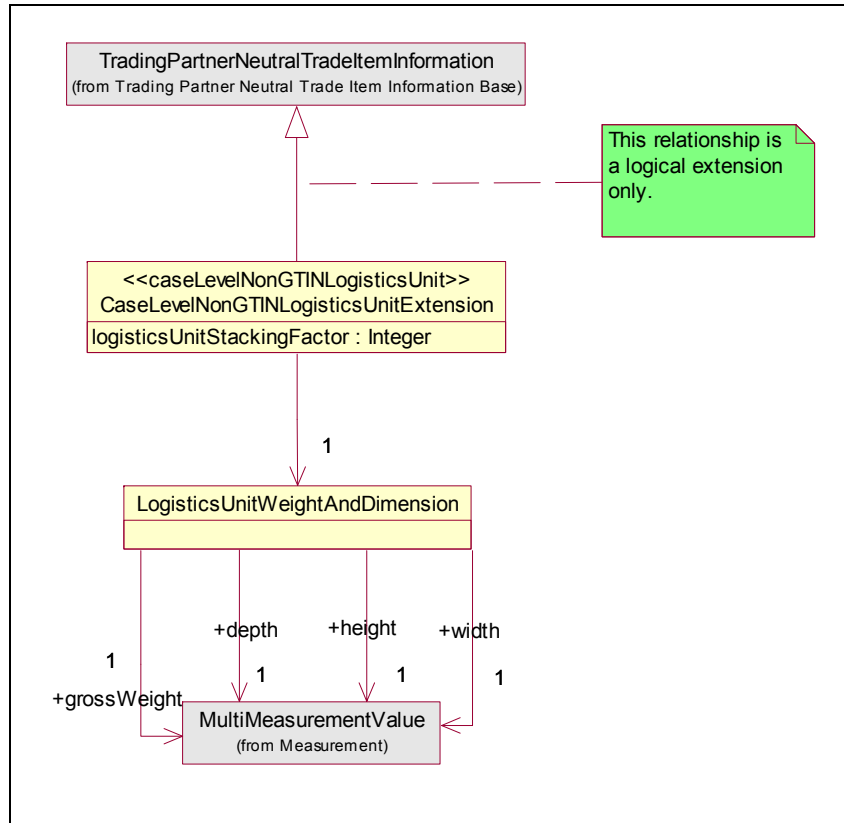 TradingPartnerNeutralTradeItemInformation
(from Trading Partner Neutral Trade Item Information Base)
This relationship is
a logical extension
only.
<<caseLevelNonGTINLogisticsUnit>>
CaseLevelNonGTINLogisticsUnitExtension
logisticsUnitStackingFactor : Integer
1
LogisticsUnitWeightAndDimension
+depth
+height
+width
1
1
1
1
+grossWeight
MultiMeasurementValue
(from Measurement)